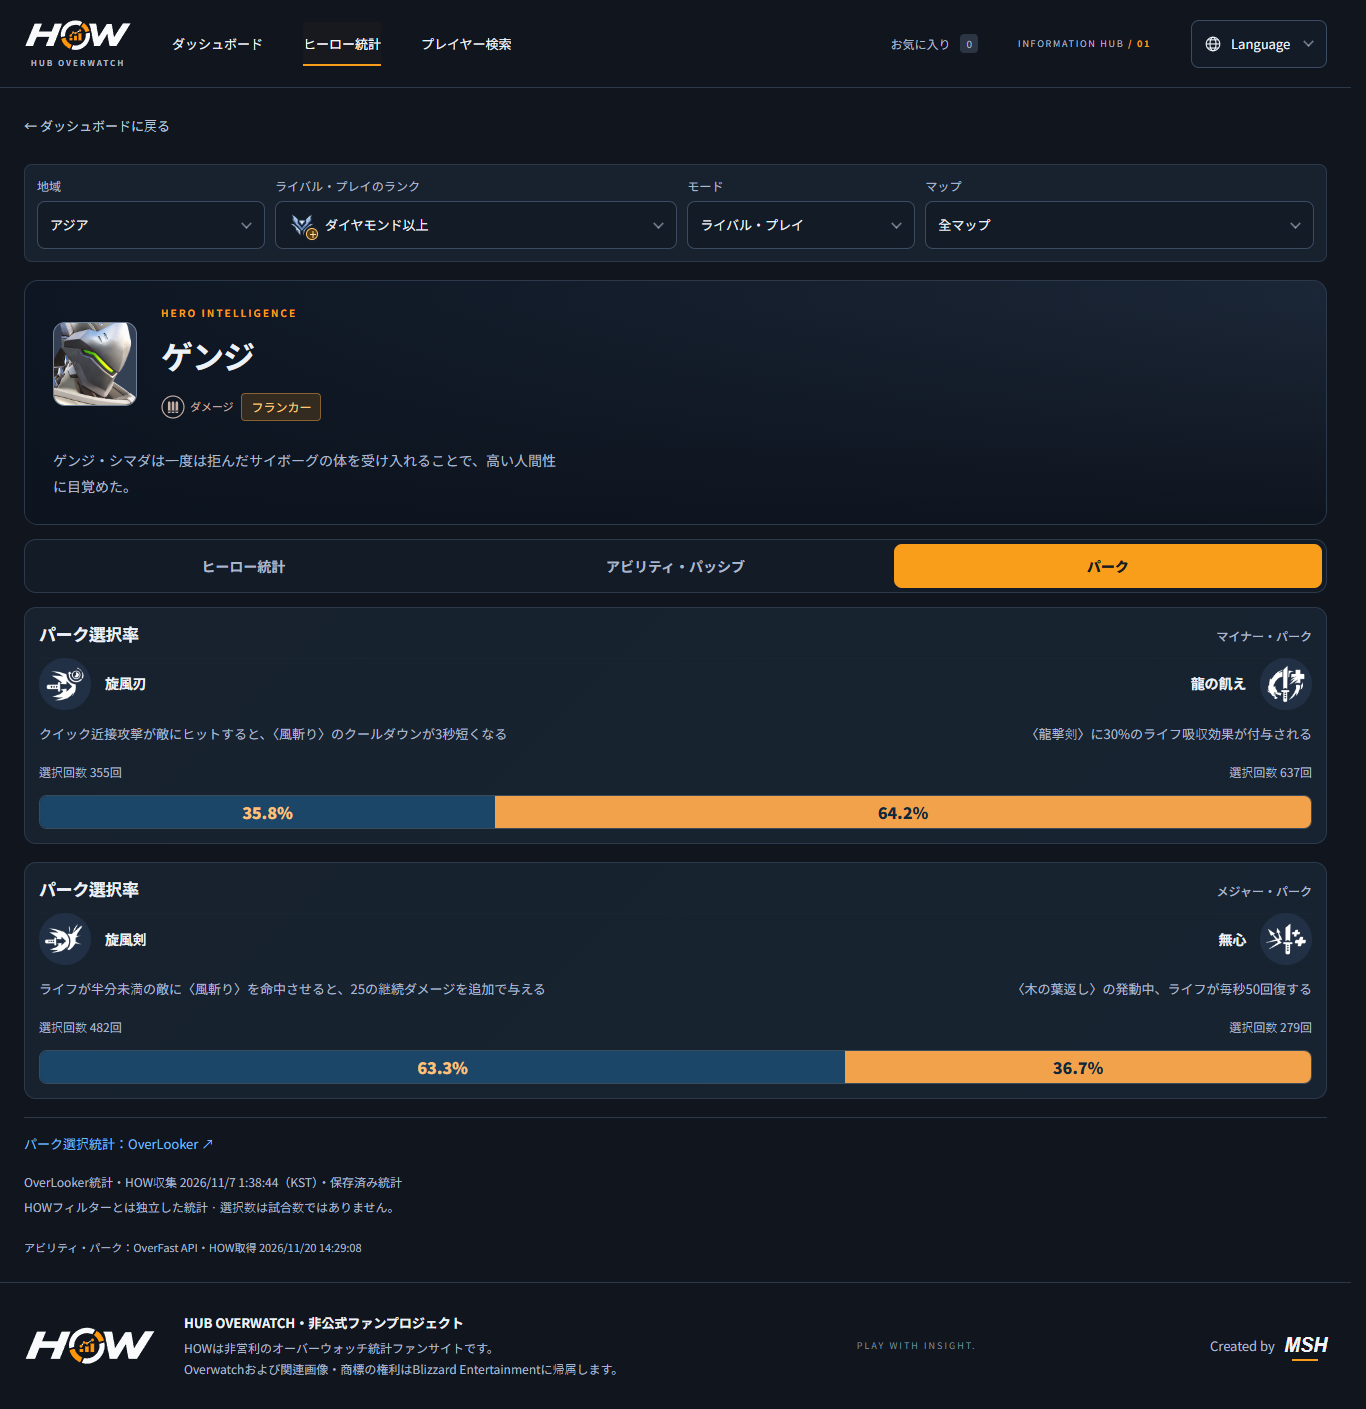 HOW
HUB OVERWATCH
ダッシュボード
ヒーロー統計
プレイヤー検索
お気に入り 0
INFORMATION HUB / 01
Language
← ダッシュボードに戻る
地域
ライバル・プレイのランク
モード
マップ
アジア
ダイヤモンド以上
ライバル・プレイ
全マップ
HERO INTELLIGENCE
ゲンジ
ダメージ
フランカー
ゲンジ・シマダは一度は拒んだサイボーグの体を受け入れることで、高い人間性
に目覚めた。
ヒーロー統計
アビリティ・パッシブ
パーク
パーク選択率
マイナー・パーク
旋風刃
龍の飢え
クイック近接攻撃が敵にヒットすると、〈風斬り〉のクールダウンが3秒短くなる
〈龍撃剣〉に30%のライフ吸収効果が付与される
選択回数 355回
選択回数 637回
35.8%
64.2%
パーク選択率
メジャー・パーク
旋風剣
無心
ライフが半分未満の敵に〈風斬り〉を命中させると、25の継続ダメージを追加で与える
〈木の葉返し〉の発動中、ライフが毎秒50回復する
選択回数 482回
選択回数 279回
63.3%
36.7%
パーク選択統計：OverLooker ↗
OverLooker統計・HOW収集 2026/11/7 1:38:44（KST）・保存済み統計
HOWフィルターとは独立した統計 · 選択数は試合数ではありません。
アビリティ・パーク：OverFast API・HOW取得 2026/11/20 14:29:08
HOW
HUB OVERWATCH・非公式ファンプロジェクト
HOWは非営利のオーバーウォッチ統計ファンサイトです。
Overwatchおよび関連画像・商標の権利はBlizzard Entertainmentに帰属します。
PLAY WITH INSIGHT.
Created by MSH